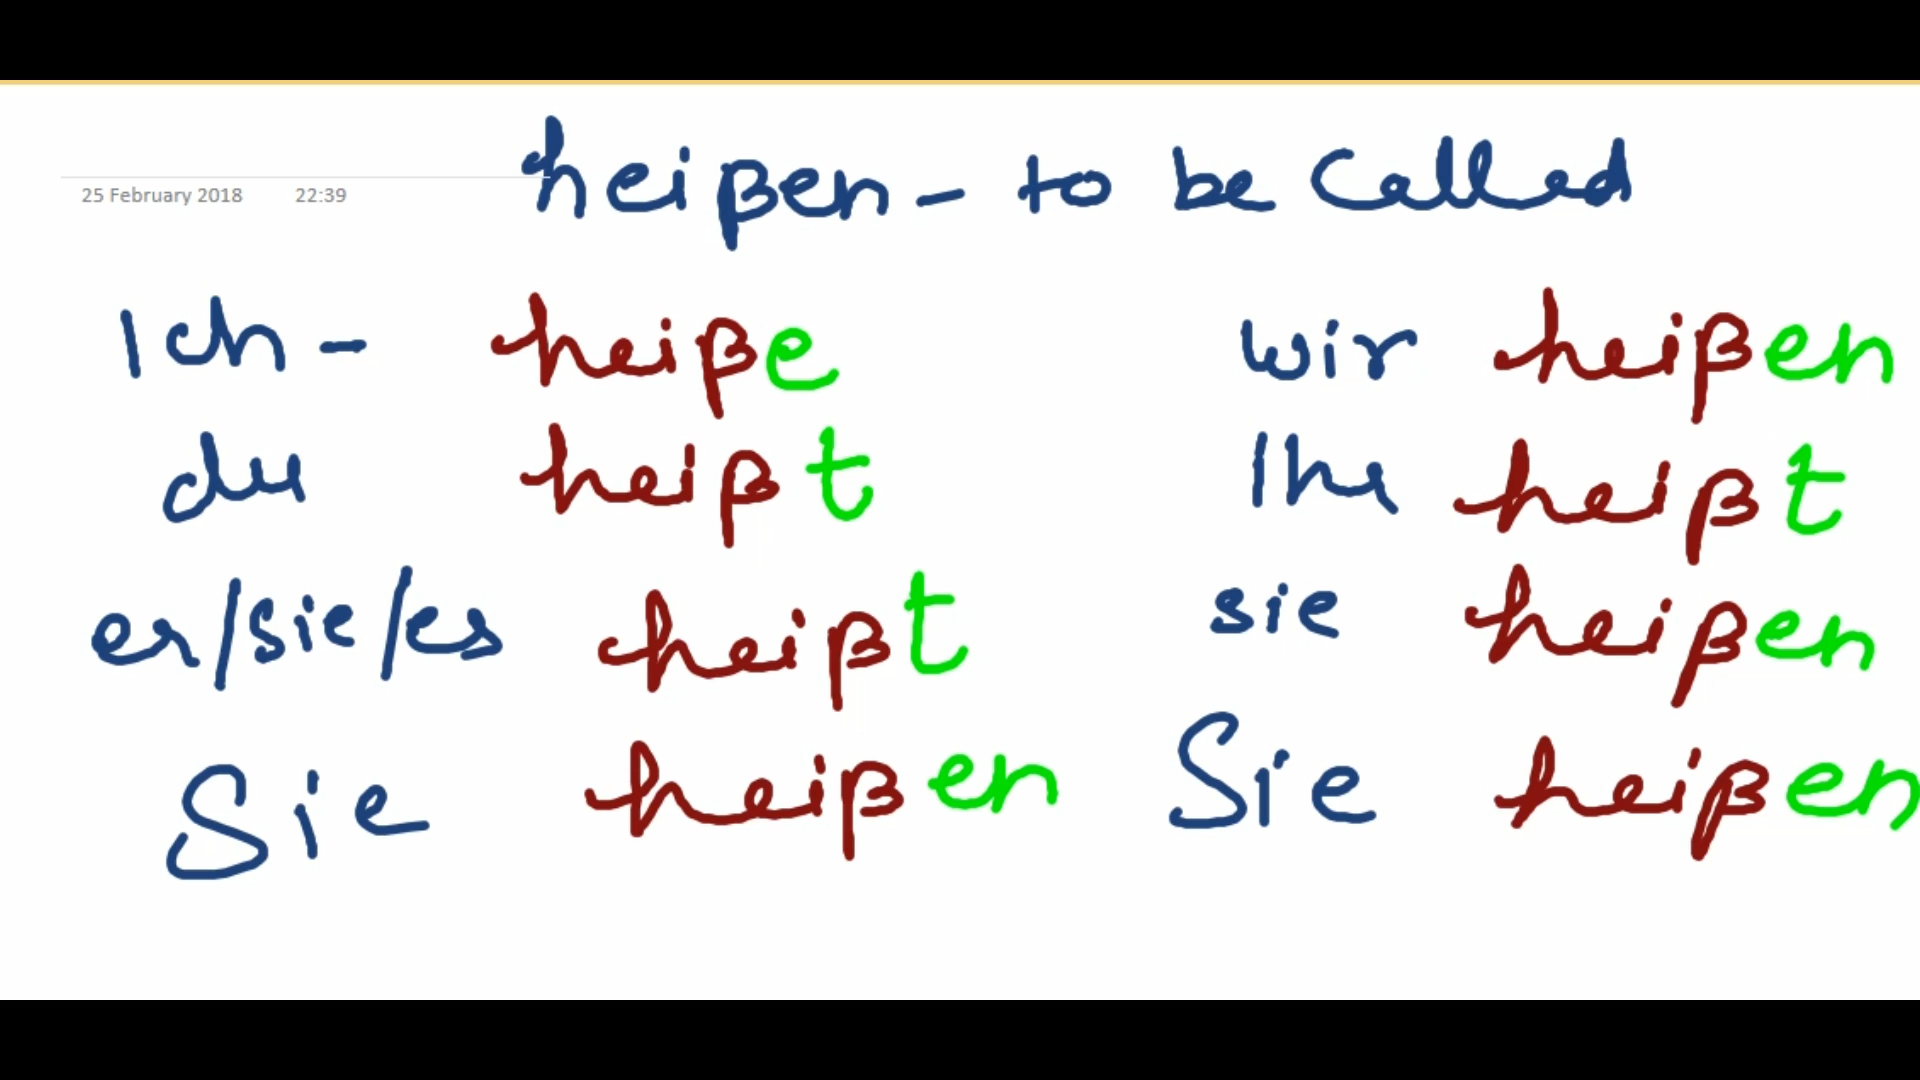 heißen - to be called
25 February 2018 22:39
Ich - heiße
wir heißen
du heißt
Ihr heißt
er/sie/es heißt
sie heißen
Sie heißen
Sie heißen